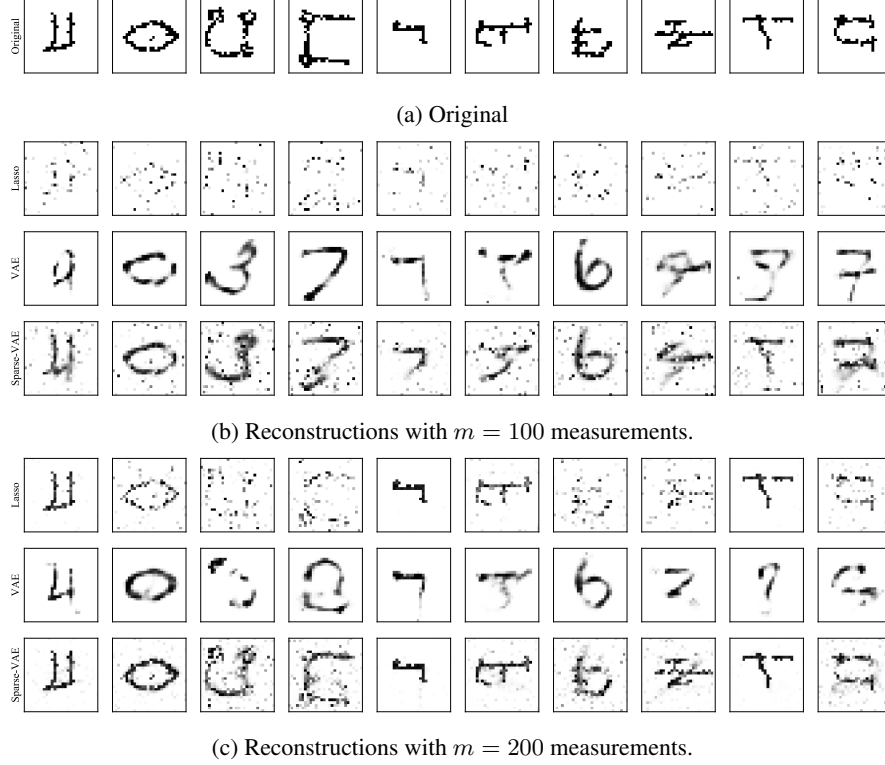 Original
(a) Original
Lasso
VAE
Sparse-VAE
(b) Reconstructions with m = 100 measurements.
Lasso
VAE
Sparse-VAE
(c) Reconstructions with m = 200 measurements.